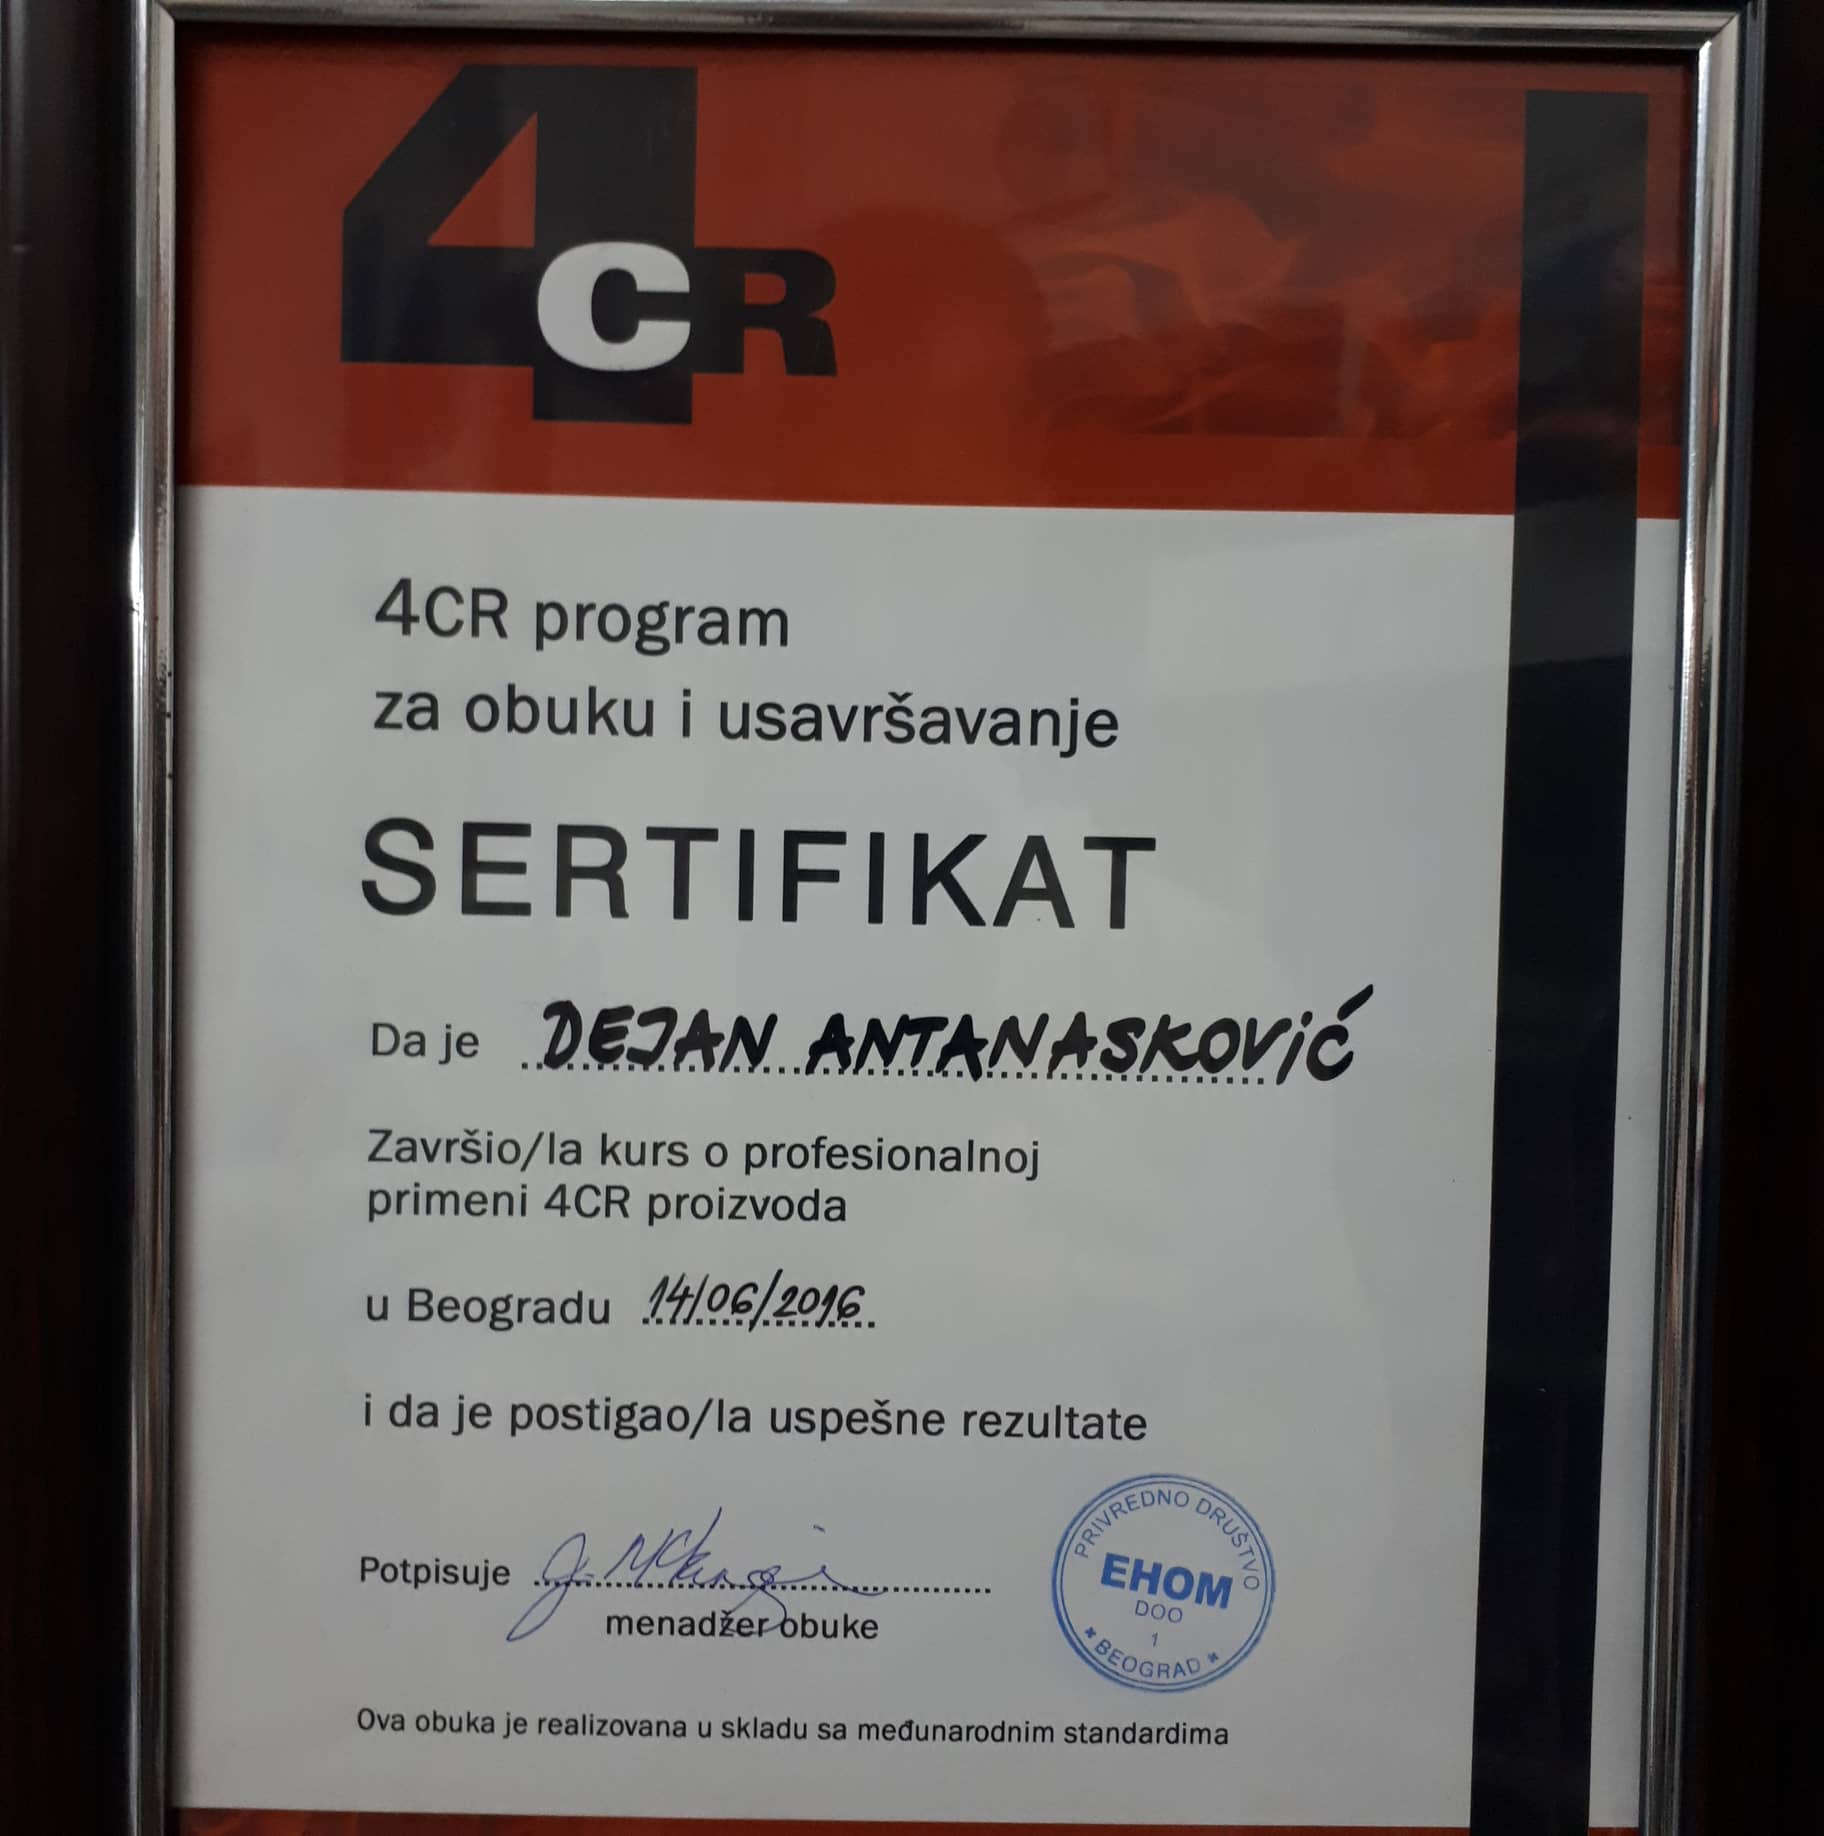 4CR
4CR program
za obuku i usavršavanje
SERTIFIKAT
Da je DEJAN ANTANASKOVić
Završio/la kurs o profesionalnoj
primeni 4CR proizvoda
u Beogradu 14/06/2016
i da je postigao/la uspešne rezultate
Potpisuje
menadžer obuke
PRIVREDNO DRUŠTVO
EHOM
DOO
1
BEOGRAD
Ova obuka je realizovana u skladu sa međunarodnim standardima